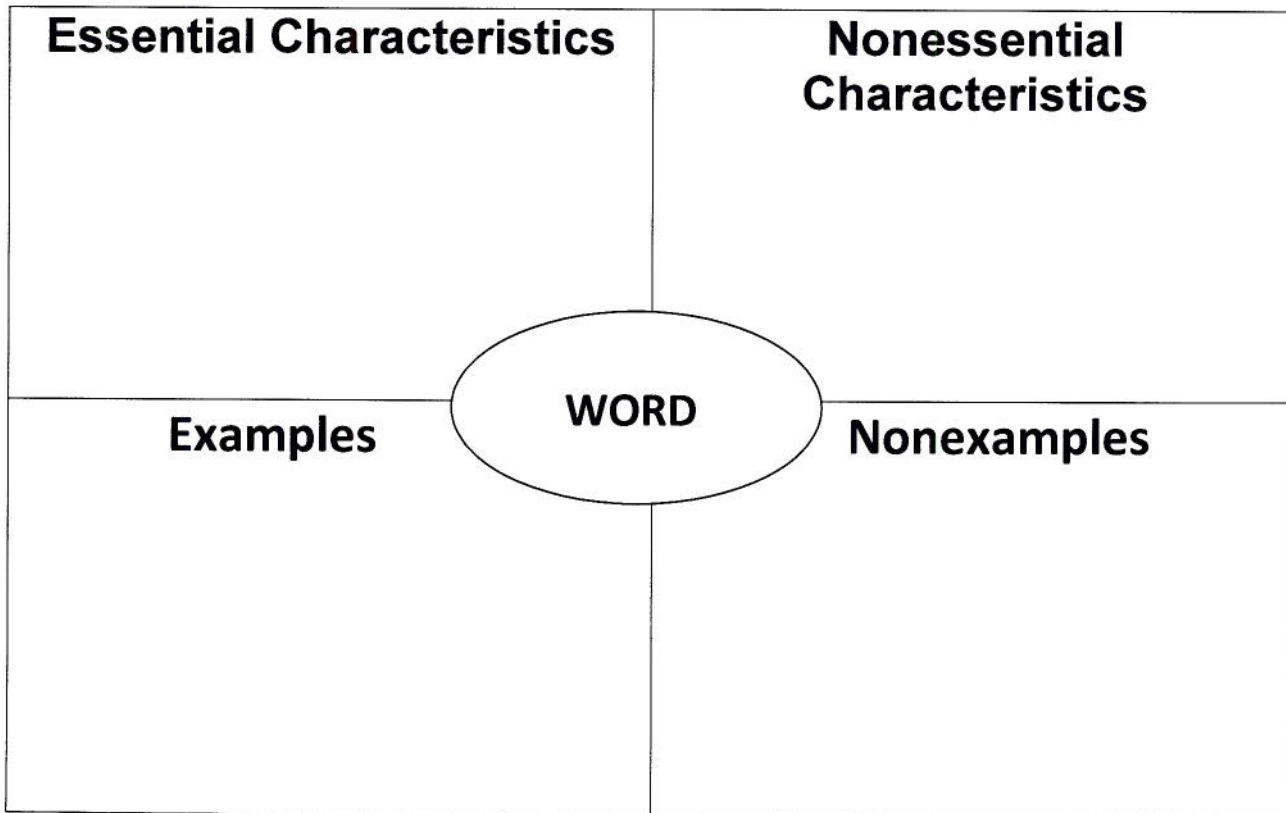 Essential Characteristics
Nonessential
Characteristics
WORD
Examples
Nonexamples